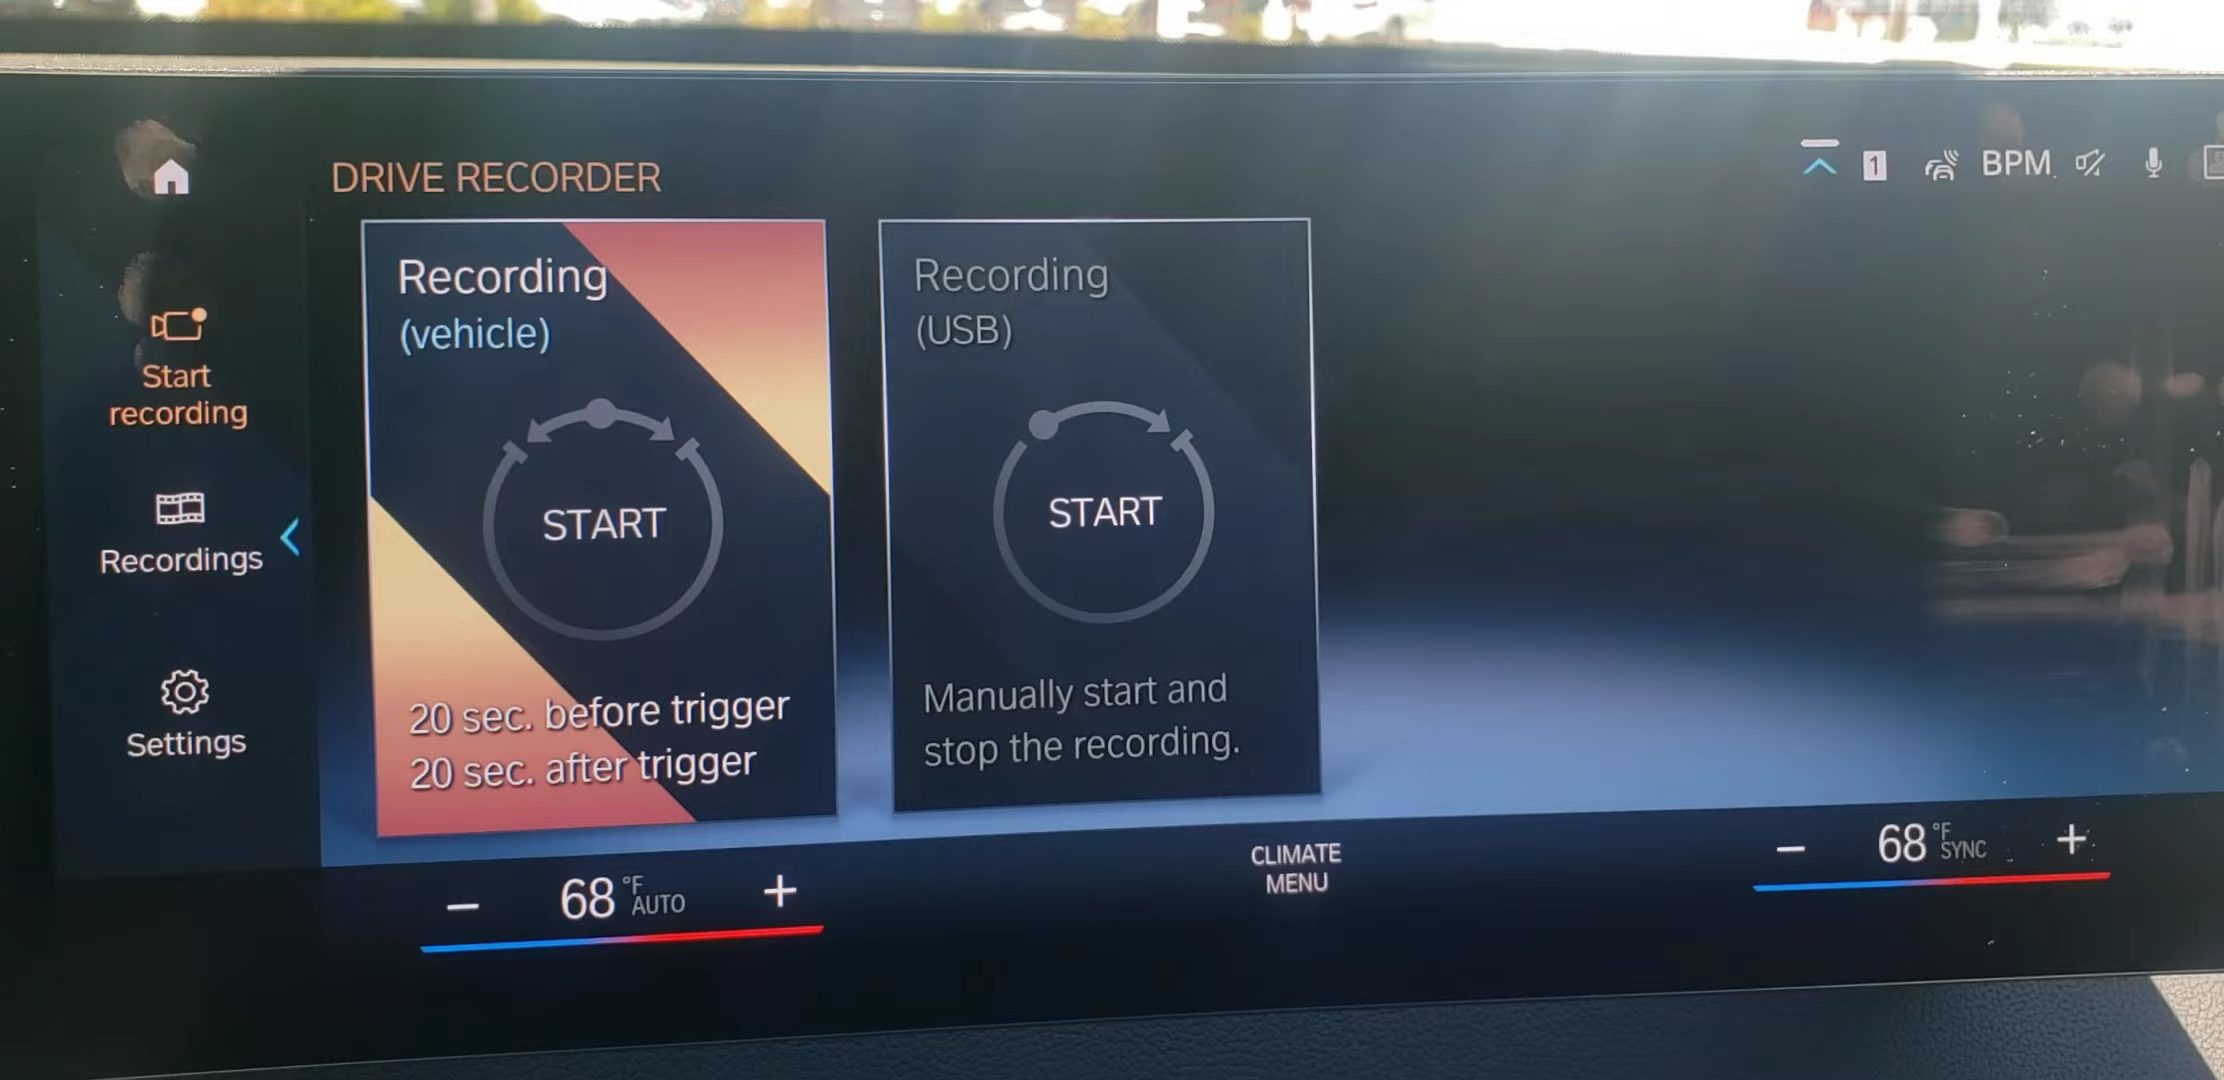 DRIVE RECORDER
1
BPM
Start
recording
Recordings
Settings
Recording
(vehicle)
START
20 sec. before trigger
20 sec. after trigger
Recording
(USB)
START
Manually start and
stop the recording.
− 68 °F AUTO +
CLIMATE
MENU
− 68 °F SYNC +